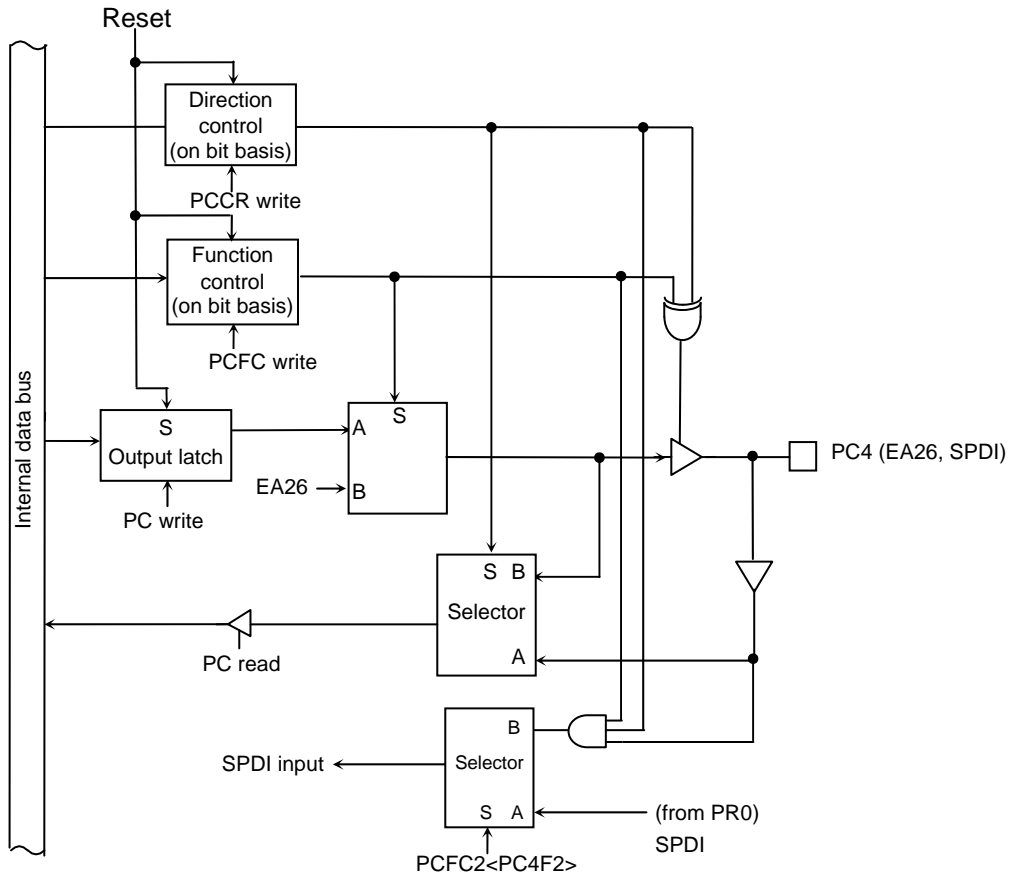 Reset
Direction
control
(on bit basis)
PCCR write
Function
control
(on bit basis)
PCFC write
Internal data bus
S
Output latch
PC write
A
S
EA26
B
PC4 (EA26, SPDI)
S B
Selector
A
PC read
B
Selector
S A
SPDI input
(from PR0)
SPDI
PCFC2<PC4F2>